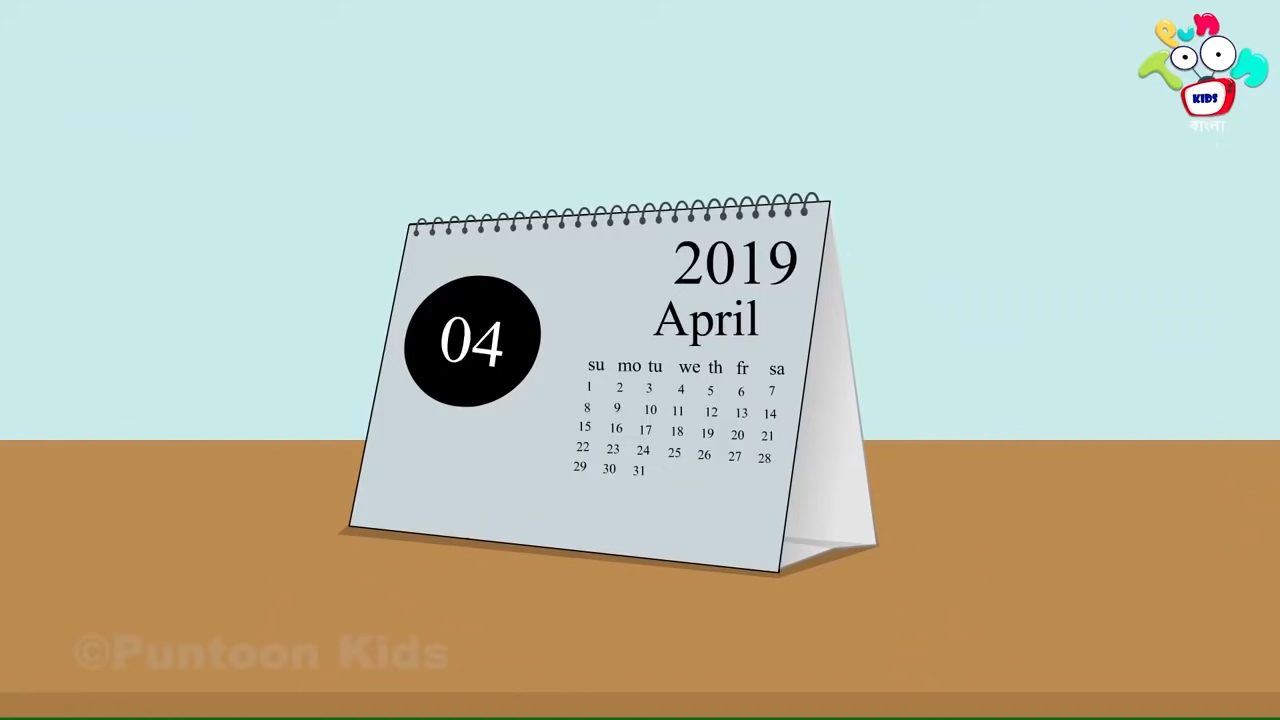 Pun
Toon
KIDS
বাংলা
2019
April
04
su mo tu we th fr sa
1 2 3 4 5 6 7
8 9 10 11 12 13 14
15 16 17 18 19 20 21
22 23 24 25 26 27 28
29 30 31
©Puntoon Kids